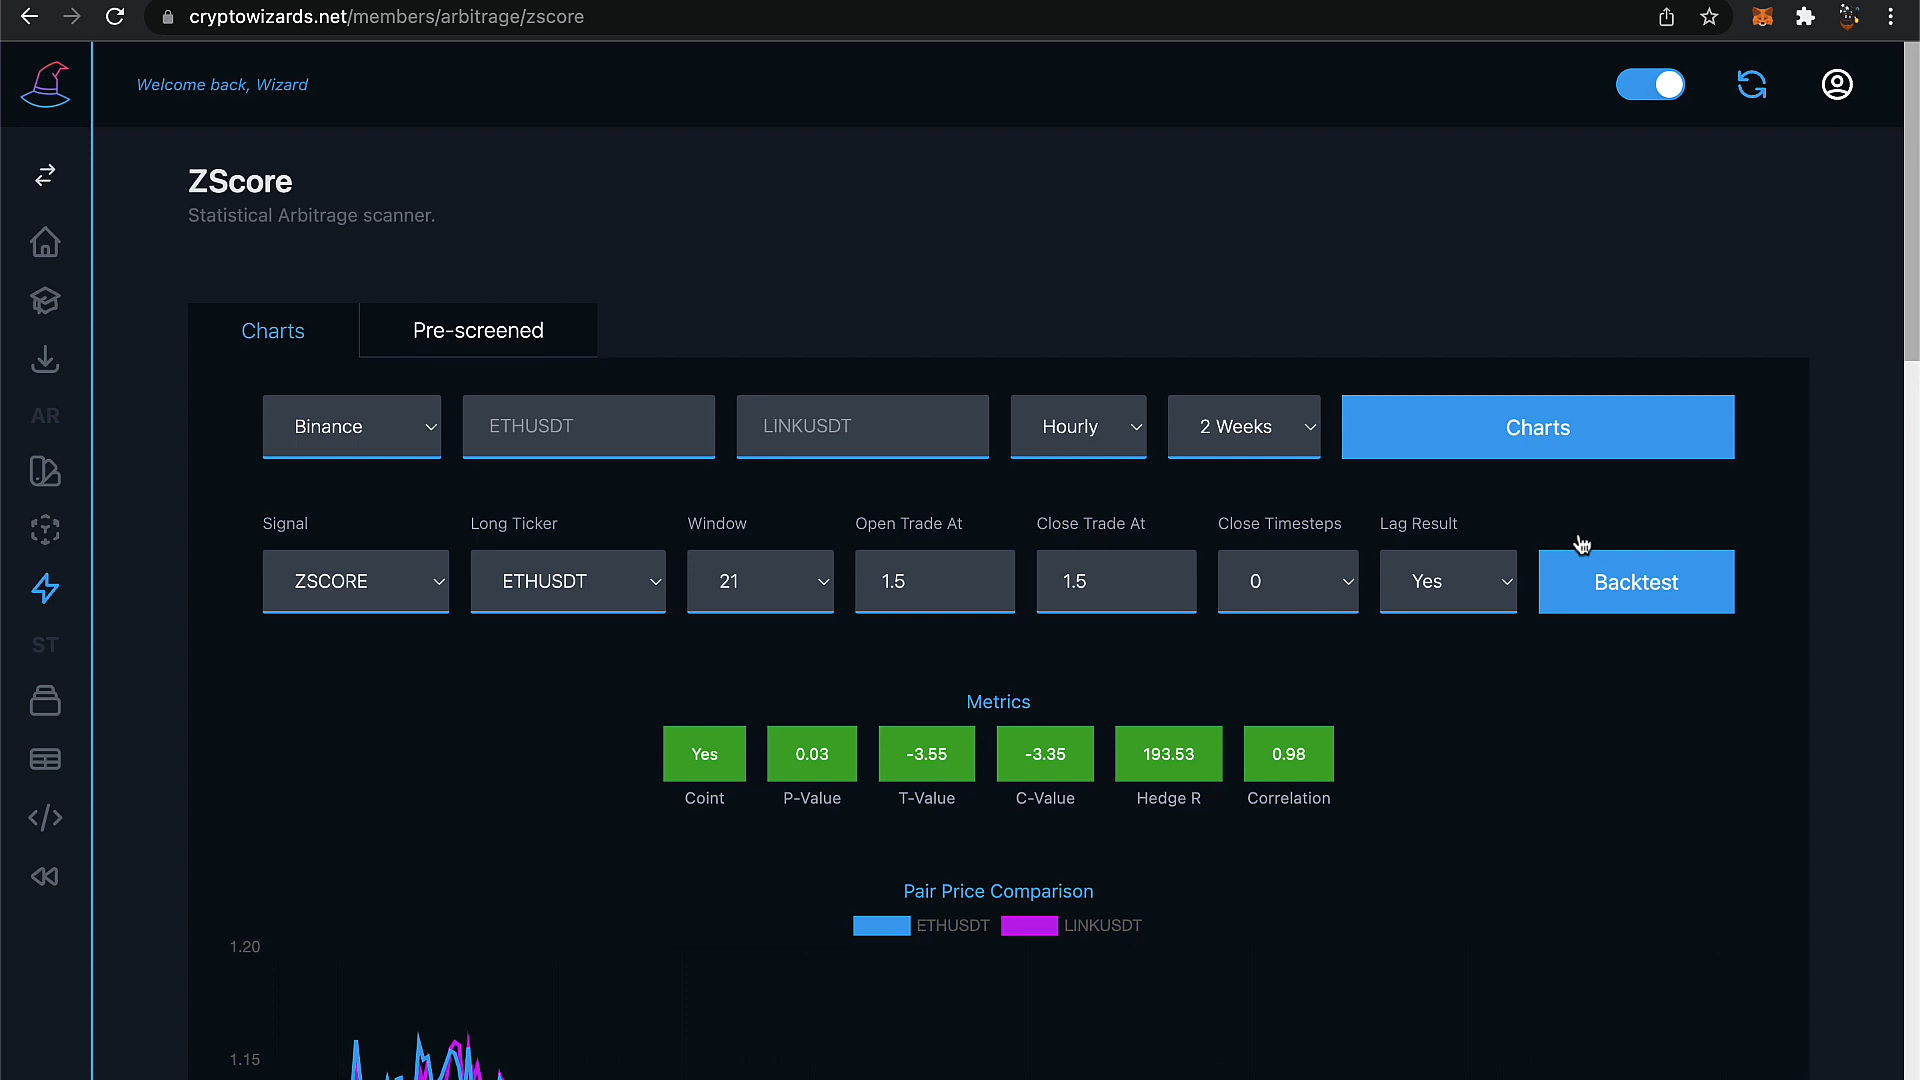 cryptowizards.net/members/arbitrage/zscore
Welcome back, Wizard
ZScore
Statistical Arbitrage scanner.
Charts Pre-screened
Binance ETHUSDT LINKUSDT Hourly 2 Weeks Charts
Signal Long Ticker Window Open Trade At Close Trade At Close Timesteps Lag Result
ZSCORE ETHUSDT 21 1.5 1.5 0 Yes Backtest
AR
ST
Metrics
Yes 0.03 -3.55 -3.35 193.53 0.98
Coint P-Value T-Value C-Value Hedge R Correlation
Pair Price Comparison
ETHUSDT LINKUSDT
1.20
1.15